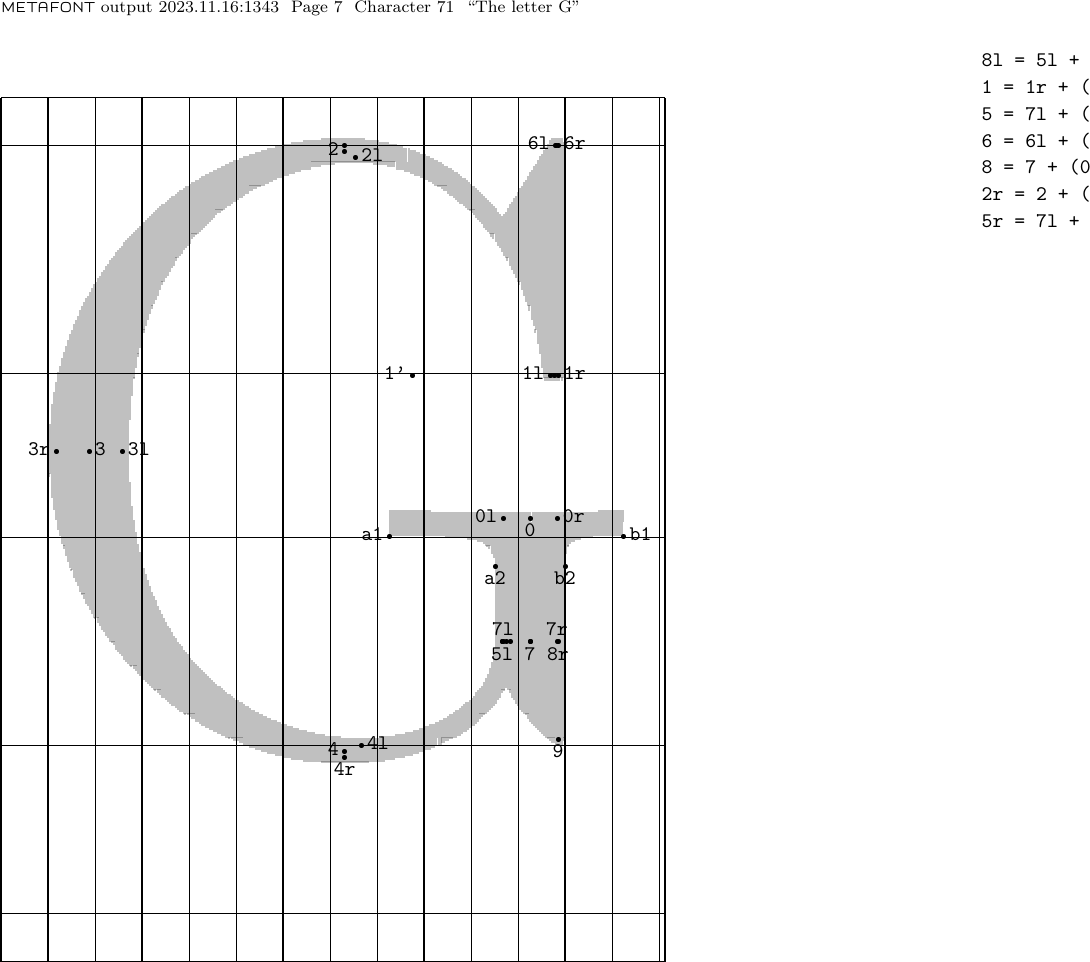 METAFONT output 2023.11.16:1343 Page 7 Character 71 “The letter G”
8l = 5l +
1 = 1r + (
5 = 7l + (
6 = 6l + (
8 = 7 + (0
2r = 2 + (
5r = 7l +
6l 6r
2 2l
1’ 1l 1r
3r 3 3l
0l 0r
0
a1 b1
a2 b2
7l 7r
5l 7 8r
4 4l
9
4r